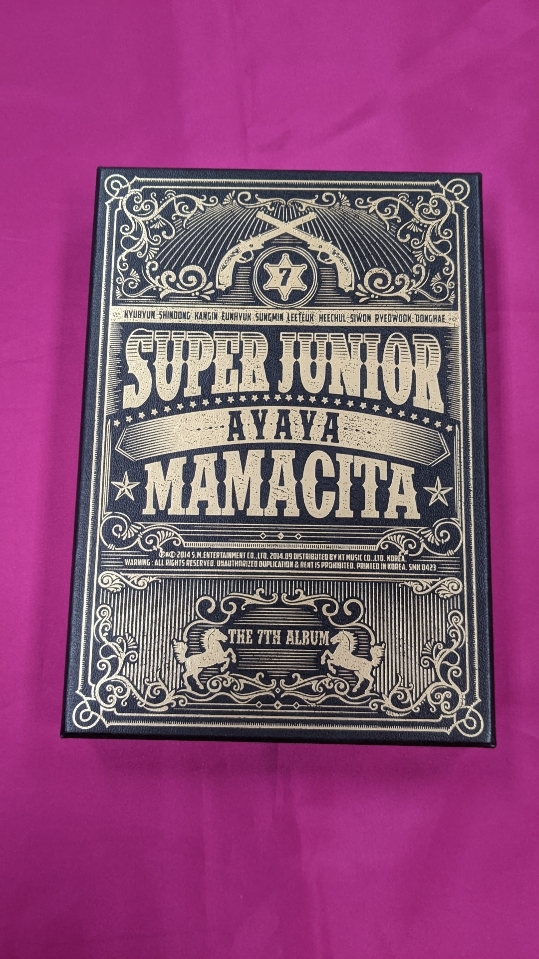 7
KYUHYUN SHINDONG KANGIN EUNHYUK SUNGMIN LEETEUK HEECHUL SIWON RYEOWOOK DONGHAE
SUPER JUNIOR
AYAYA
MAMACITA
℗&© 2014 S.M.ENTERTAINMENT CO.,LTD. 2014.09 DISTRIBUTED BY KT MUSIC CO.,LTD. KOREA.
WARNING : ALL RIGHTS RESERVED. UNAUTHORIZED DUPLICATION & RENT IS PROHIBITED. PRINTED IN KOREA. SMK 0423
THE 7TH ALBUM